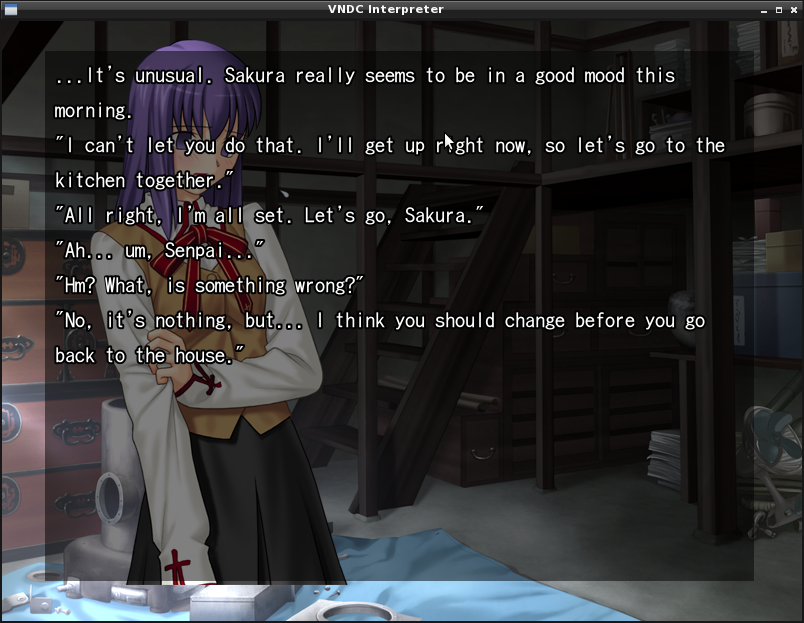 VNDC Interpreter
...It's unusual. Sakura really seems to be in a good mood this
morning.
"I can't let you do that. I'll get up right now, so let's go to the
kitchen together."
"All right, I'm all set. Let's go, Sakura."
"Ah... um, Senpai..."
"Hm? What, is something wrong?"
"No, it's nothing, but... I think you should change before you go
back to the house."